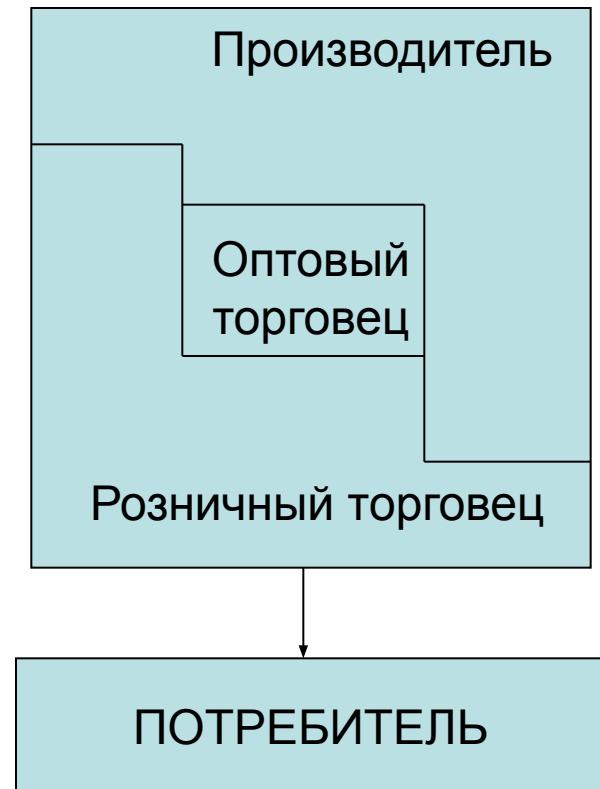 Производитель
Оптовый
торговец
Розничный торговец
ПОТРЕБИТЕЛЬ